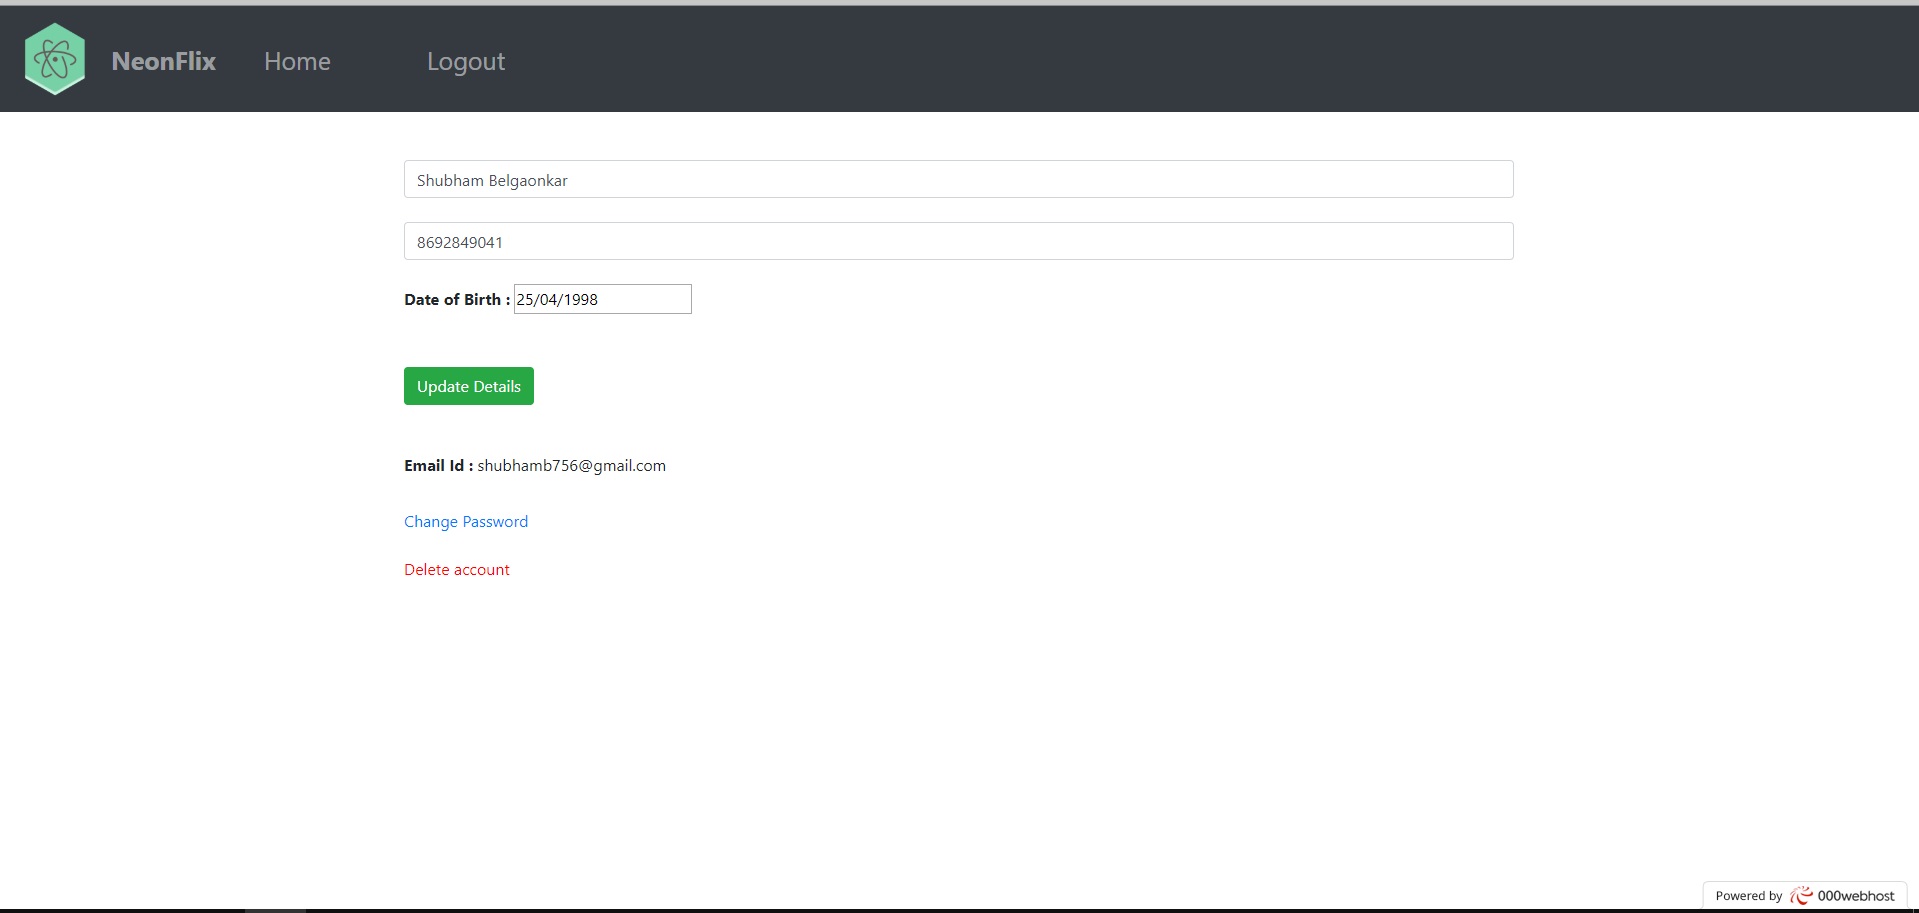 NeonFlix Home Logout
Shubham Belgaonkar
8692849041
Date of Birth : 25/04/1998
Update Details
Email Id : shubhamb756@gmail.com
Change Password
Delete account
Powered by 000webhost